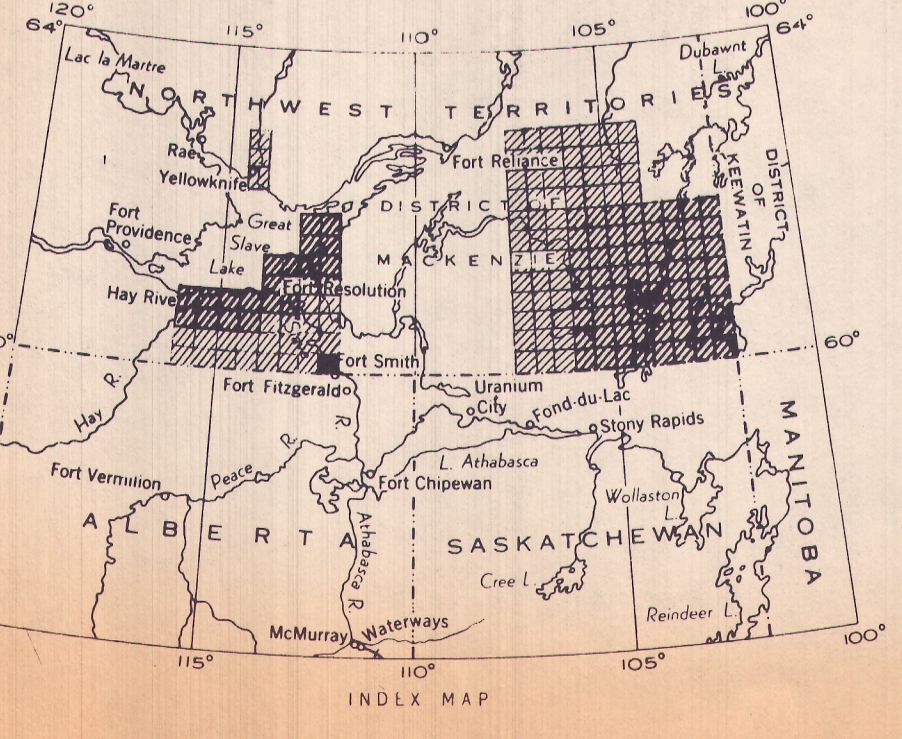 120°
100°
64°
115°
110°
105°
64°
Dubawnt
L.
Lac la Martre
NORTHWEST TERRITORIES
Rae
Fort Reliance
Yellowknife
DISTRICT OF
KEEWATIN
DISTRICT OF
MACKENZIE
Fort
Providence
Great
Slave
Lake
Hay River
Fort Resolution
60°
Fort Smith
Fort Fitzgerald
Hay R.
R.
Uranium
City
Fond-du-Lac
Stony Rapids
MANITOBA
Peace R.
L. Athabasca
Fort Vermilion
Fort Chipewan
Wollaston
L.
ALBERTA
Athabasca R.
SASKATCHEWAN
Cree L.
Reindeer L.
McMurray
Waterways
115°
110°
105°
100°
INDEX MAP